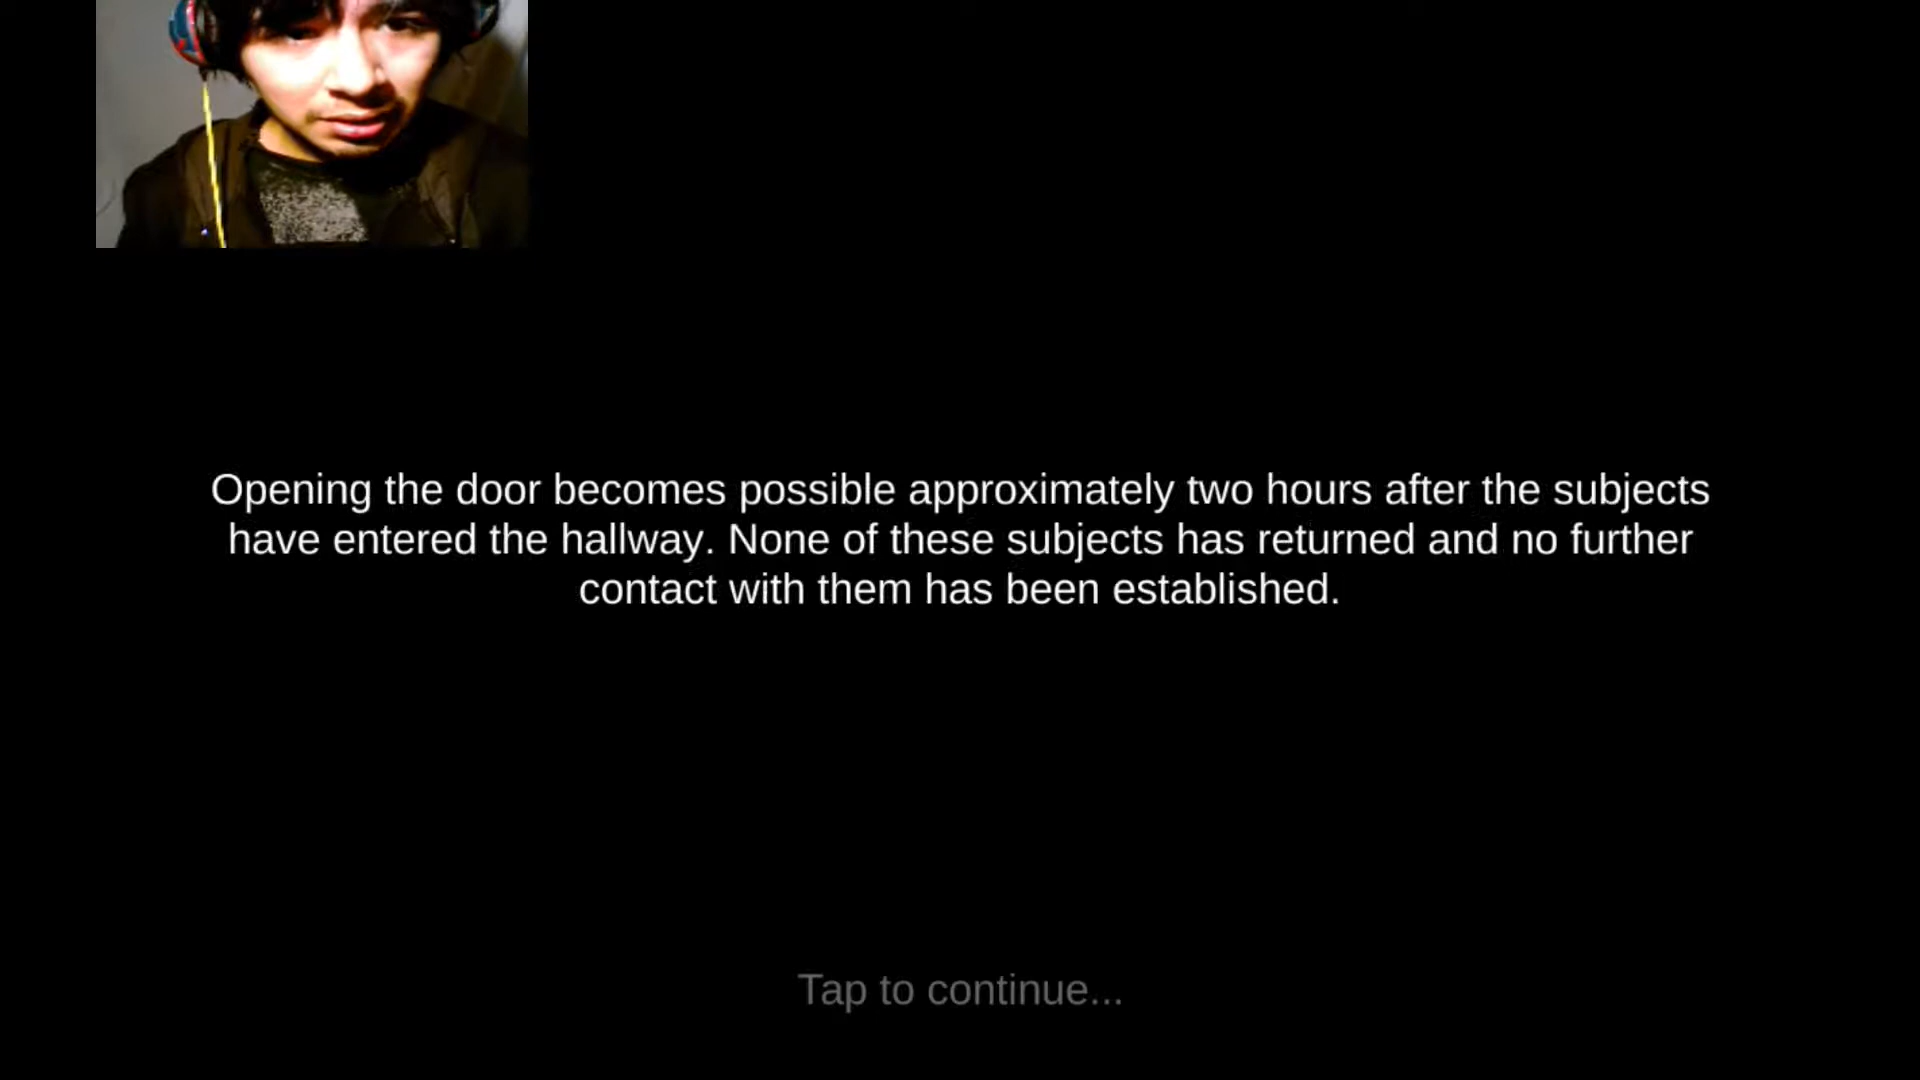 Opening the door becomes possible approximately two hours after the subjects
have entered the hallway. None of these subjects has returned and no further
contact with them has been established.
Tap to continue...